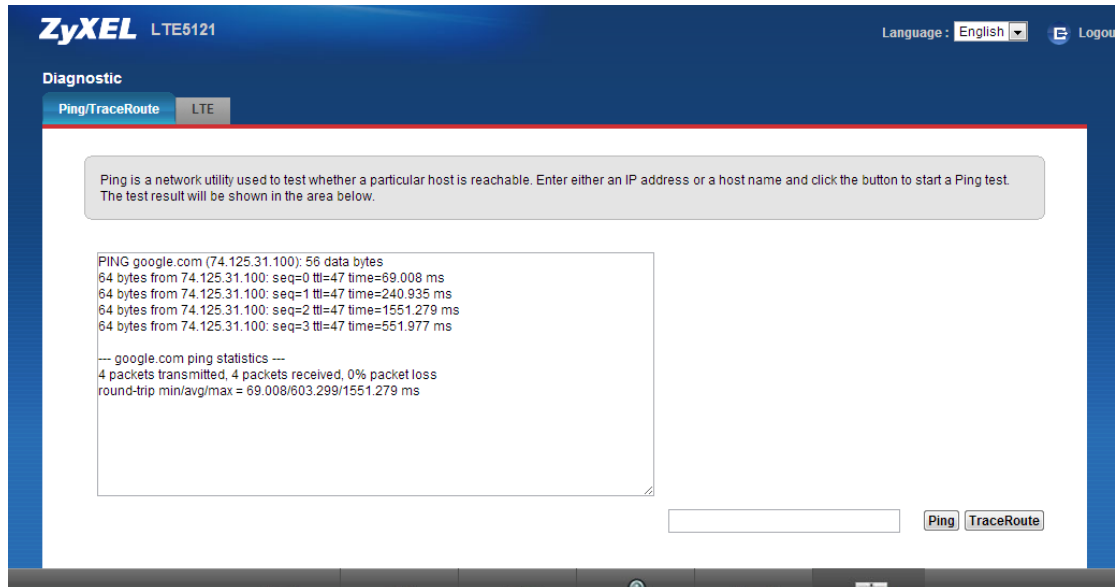 ZyXEL LTE5121
Language : English
Logou
Diagnostic
Ping/TraceRoute LTE
Ping is a network utility used to test whether a particular host is reachable. Enter either an IP address or a host name and click the button to start a Ping test.
The test result will be shown in the area below.
PING google.com (74.125.31.100): 56 data bytes
64 bytes from 74.125.31.100: seq=0 ttl=47 time=69.008 ms
64 bytes from 74.125.31.100: seq=1 ttl=47 time=240.935 ms
64 bytes from 74.125.31.100: seq=2 ttl=47 time=1551.279 ms
64 bytes from 74.125.31.100: seq=3 ttl=47 time=551.977 ms
--- google.com ping statistics ---
4 packets transmitted, 4 packets received, 0% packet loss
round-trip min/avg/max = 69.008/603.299/1551.279 ms
Ping TraceRoute